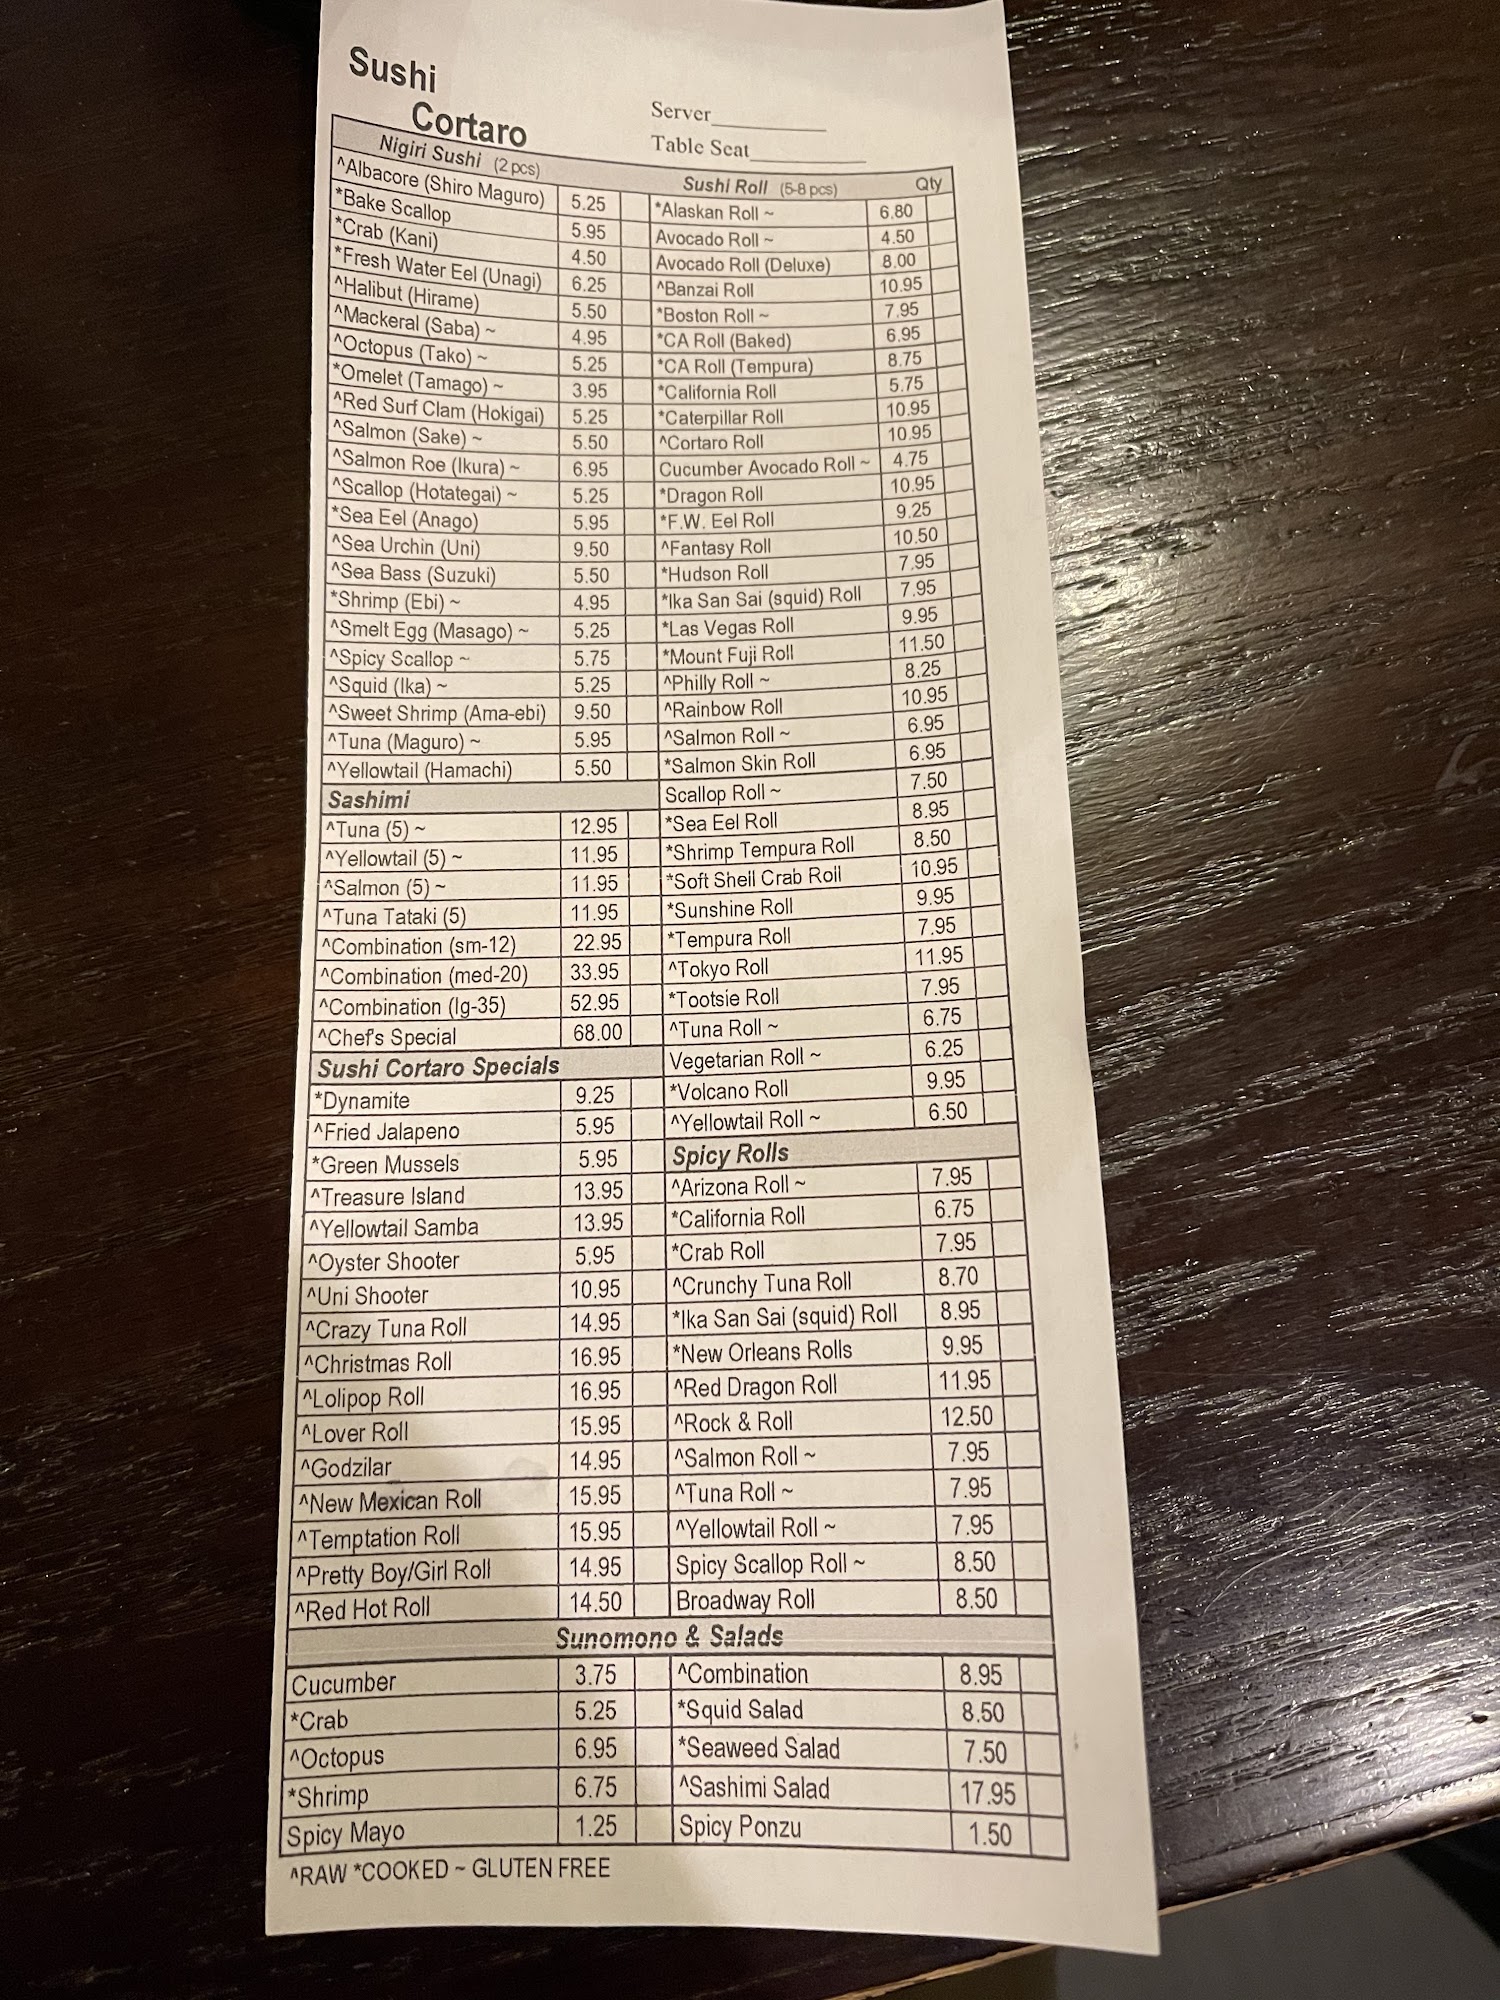 Sushi
Cortaro
Server
Table Seat
Nigiri Sushi (2 pcs)
^Albacore (Shiro Maguro) 5.25
*Bake Scallop 5.95
*Crab (Kani) 4.50
*Fresh Water Eel (Unagi) 6.25
^Halibut (Hirame) 5.50
^Mackeral (Saba) ~ 4.95
^Octopus (Tako) ~ 5.25
*Omelet (Tamago) ~ 3.95
^Red Surf Clam (Hokigai) 5.25
^Salmon (Sake) ~ 5.50
^Salmon Roe (Ikura) ~ 6.95
^Scallop (Hotategai) ~ 5.25
*Sea Eel (Anago) 5.95
^Sea Urchin (Uni) 9.50
^Sea Bass (Suzuki) 5.50
*Shrimp (Ebi) ~ 4.95
^Smelt Egg (Masago) ~ 5.25
^Spicy Scallop ~ 5.75
^Squid (Ika) ~ 5.25
^Sweet Shrimp (Ama-ebi) 9.50
^Tuna (Maguro) ~ 5.95
^Yellowtail (Hamachi) 5.50
Sashimi
^Tuna (5) ~ 12.95
^Yellowtail (5) ~ 11.95
^Salmon (5) ~ 11.95
^Tuna Tataki (5) 11.95
^Combination (sm-12) 22.95
^Combination (med-20) 33.95
^Combination (lg-35) 52.95
^Chef's Special 68.00
Sushi Cortaro Specials
*Dynamite 9.25
^Fried Jalapeno 5.95
*Green Mussels 5.95
^Treasure Island 13.95
^Yellowtail Samba 13.95
^Oyster Shooter 5.95
^Uni Shooter 10.95
^Crazy Tuna Roll 14.95
^Christmas Roll 16.95
^Lolipop Roll 16.95
^Lover Roll 15.95
^Godzilar 14.95
^New Mexican Roll 15.95
^Temptation Roll 15.95
^Pretty Boy/Girl Roll 14.95
^Red Hot Roll 14.50
Sushi Roll (5-8 pcs) Qty
*Alaskan Roll ~ 6.80
Avocado Roll ~ 4.50
Avocado Roll (Deluxe) 8.00
^Banzai Roll 10.95
*Boston Roll ~ 7.95
*CA Roll (Baked) 6.95
*CA Roll (Tempura) 8.75
*California Roll 5.75
*Caterpillar Roll 10.95
^Cortaro Roll 10.95
Cucumber Avocado Roll ~ 4.75
*Dragon Roll 10.95
*F.W. Eel Roll 9.25
^Fantasy Roll 10.50
*Hudson Roll 7.95
*Ika San Sai (squid) Roll 7.95
*Las Vegas Roll 9.95
*Mount Fuji Roll 11.50
^Philly Roll ~ 8.25
^Rainbow Roll 10.95
^Salmon Roll ~ 6.95
*Salmon Skin Roll 6.95
Scallop Roll ~ 7.50
*Sea Eel Roll 8.95
*Shrimp Tempura Roll 8.50
*Soft Shell Crab Roll 10.95
*Sunshine Roll 9.95
*Tempura Roll 7.95
^Tokyo Roll 11.95
*Tootsie Roll 7.95
^Tuna Roll ~ 6.75
Vegetarian Roll ~ 6.25
*Volcano Roll 9.95
^Yellowtail Roll ~ 6.50
Spicy Rolls
^Arizona Roll ~ 7.95
*California Roll 6.75
*Crab Roll 7.95
^Crunchy Tuna Roll 8.70
*Ika San Sai (squid) Roll 8.95
*New Orleans Rolls 9.95
^Red Dragon Roll 11.95
^Rock & Roll 12.50
^Salmon Roll ~ 7.95
^Tuna Roll ~ 7.95
^Yellowtail Roll ~ 7.95
Spicy Scallop Roll ~ 8.50
Broadway Roll 8.50
Sunomono & Salads
Cucumber 3.75
*Crab 5.25
^Octopus 6.95
*Shrimp 6.75
Spicy Mayo 1.25
^Combination 8.95
*Squid Salad 8.50
*Seaweed Salad 7.50
^Sashimi Salad 17.95
Spicy Ponzu 1.50
^RAW *COOKED ~ GLUTEN FREE